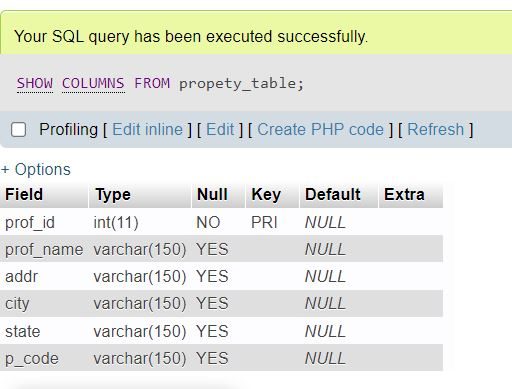 Your SQL query has been executed successfully.
SHOW COLUMNS FROM propety_table;
Profiling [ Edit inline ] [ Edit ] [ Create PHP code ] [ Refresh ]
+ Options
Field Type Null Key Default Extra
prof_id int(11) NO PRI NULL
prof_name varchar(150) YES NULL
addr varchar(150) YES NULL
city varchar(150) YES NULL
state varchar(150) YES NULL
p_code varchar(150) YES NULL